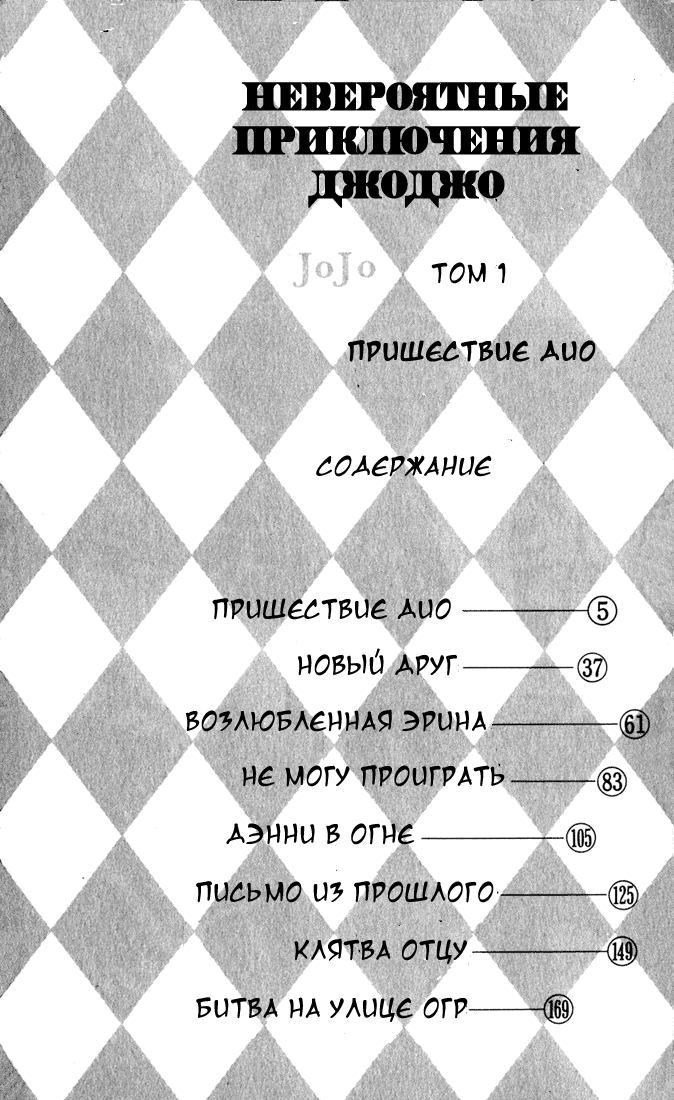 НЕВЕРОЯТНЫЕ
ПРИКЛЮЧЕНИЯ
ДЖОДЖО
JoJo ТОМ 1
ПРИШЕСТВИЕ ДИО
СОДЕРЖАНИЕ
ПРИШЕСТВИЕ ДИО 5
НОВЫЙ ДРУГ 37
ВОЗЛЮБЛЕННАЯ ЭРИНА 61
НЕ МОГУ ПРОИГРАТЬ 83
ДЭННИ В ОГНЕ 105
ПИСЬМО ИЗ ПРОШЛОГО 125
КЛЯТВА ОТЦУ 149
БИТВА НА УЛИЦЕ ОГР 169